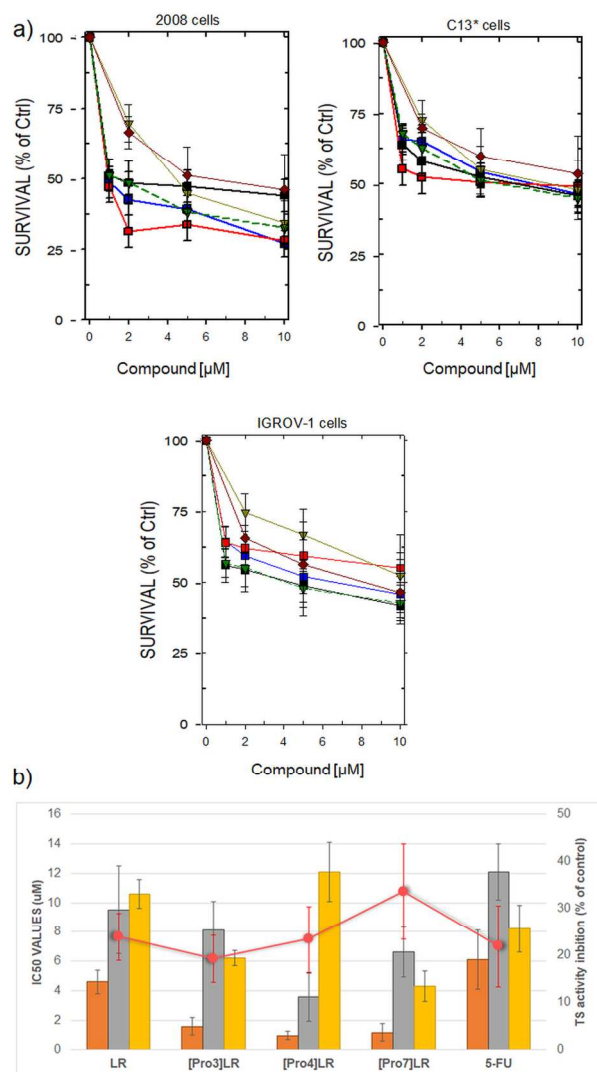 a)
2008 cells
C13* cells
100
75
50
25
0
SURVIVAL (% of Ctrl)
0 2 4 6 8 10
Compound [µM]
100
75
50
25
0
SURVIVAL (% of Ctrl)
0 2 4 6 8 10
Compound [µM]
IGROV-1 cells
100
75
50
25
0
SURVIVAL (% of Ctrl)
0 2 4 6 8 10
Compound [µM]
b)
16
14
12
10
8
6
4
2
0
IC50 VALUES (µM)
50
40
30
20
10
0
TS activity inbition (% of control)
LR [Pro3]LR [Pro4]LR [Pro7]LR 5-FU